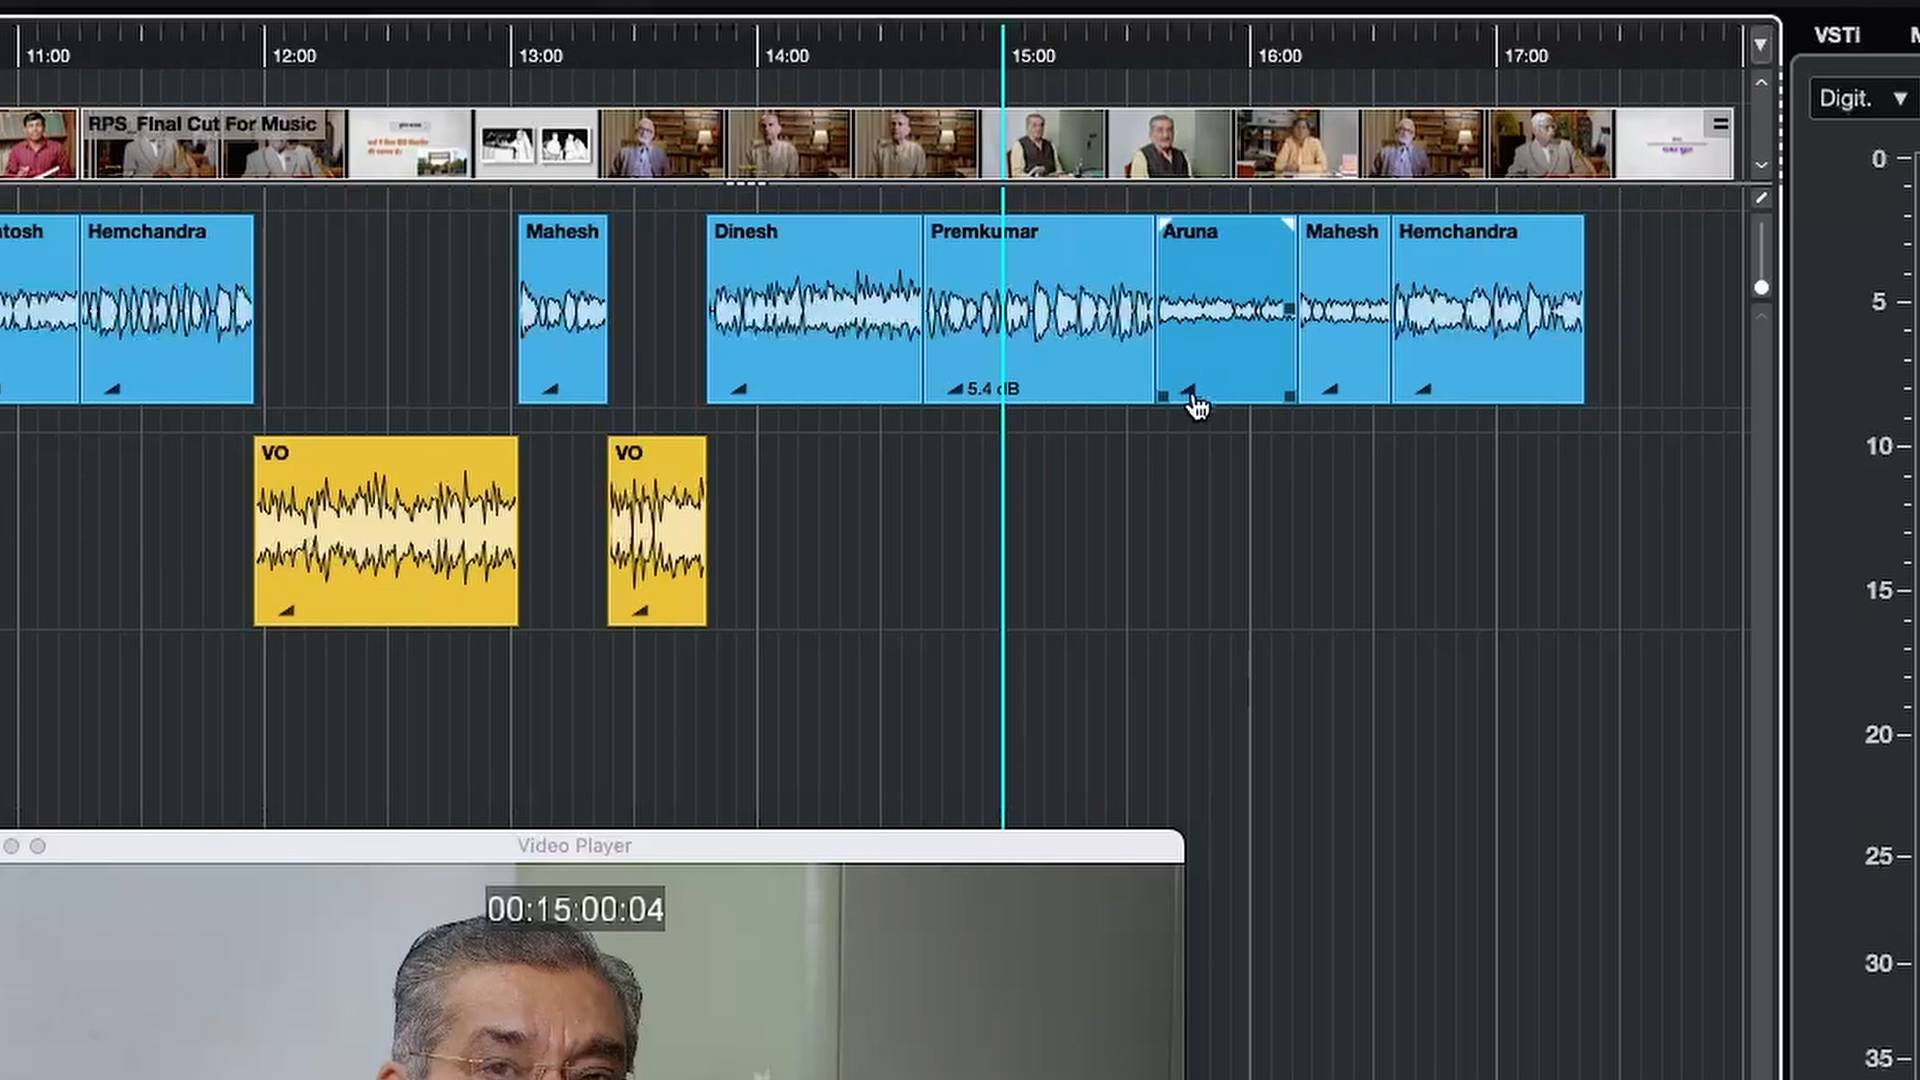 VSTi
11:00
12:00
13:00
14:00
15:00
16:00
17:00
Digit.
RPS_FInal Cut For Music
0
5
10
15
20
25
30
35
tosh
Hemchandra
Mahesh
Dinesh
Premkumar
Aruna
Mahesh
Hemchandra
5.4 dB
VO
VO
Video Player
00:15:00:04